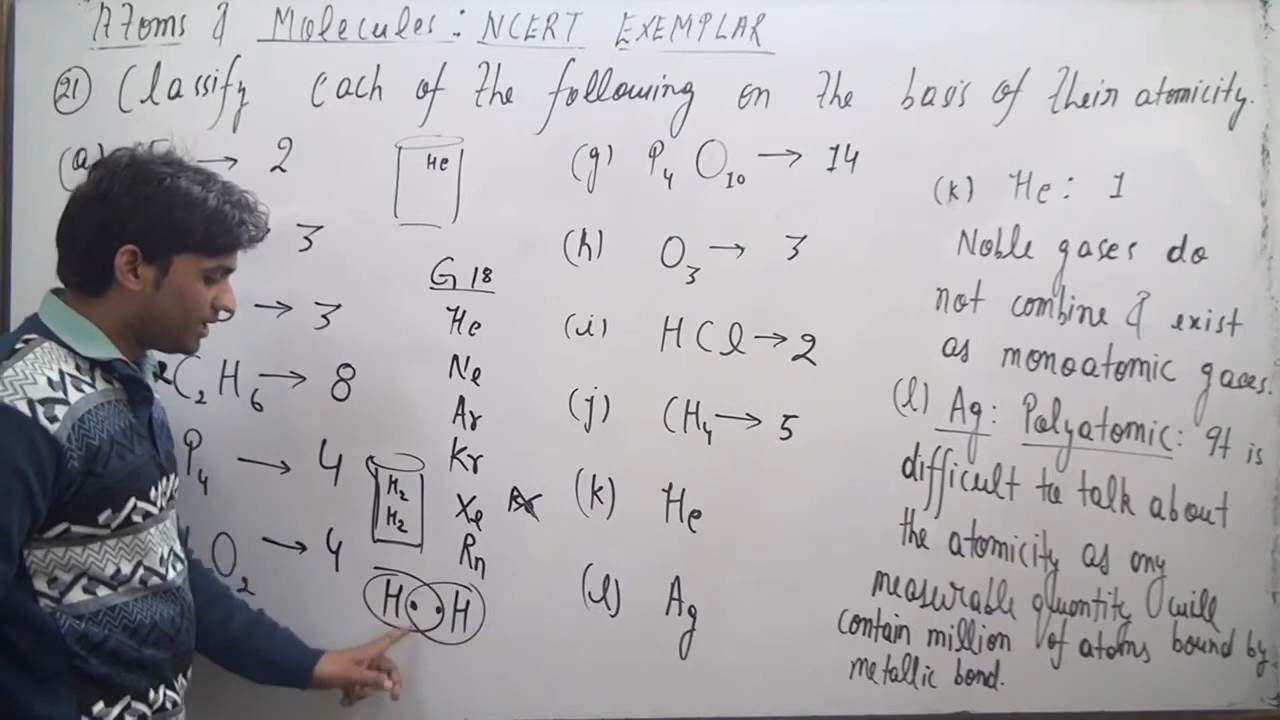 Atoms & Molecules: NCERT EXEMPLAR
(21) Classify each of the following on the basis of their atomicity.
(a) → 2
3
→ 3
C2H6 → 8
P4 → 4
O2 → 4
He
G 18
He
Ne
Ar
Kr
Xe
Rn
H2
H2
H H
(g) P4O10 → 14
(h) O3 → 3
(i) HCl → 2
(j) CH4 → 5
(k) He
(l) Ag
(k) He: 1
Noble gases do
not combine & exist
as monoatomic gases.
(l) Ag: Polyatomic: It is
difficult to talk about
the atomicity as any
measurable quantity will
contain million of atoms bound by
metallic bond.